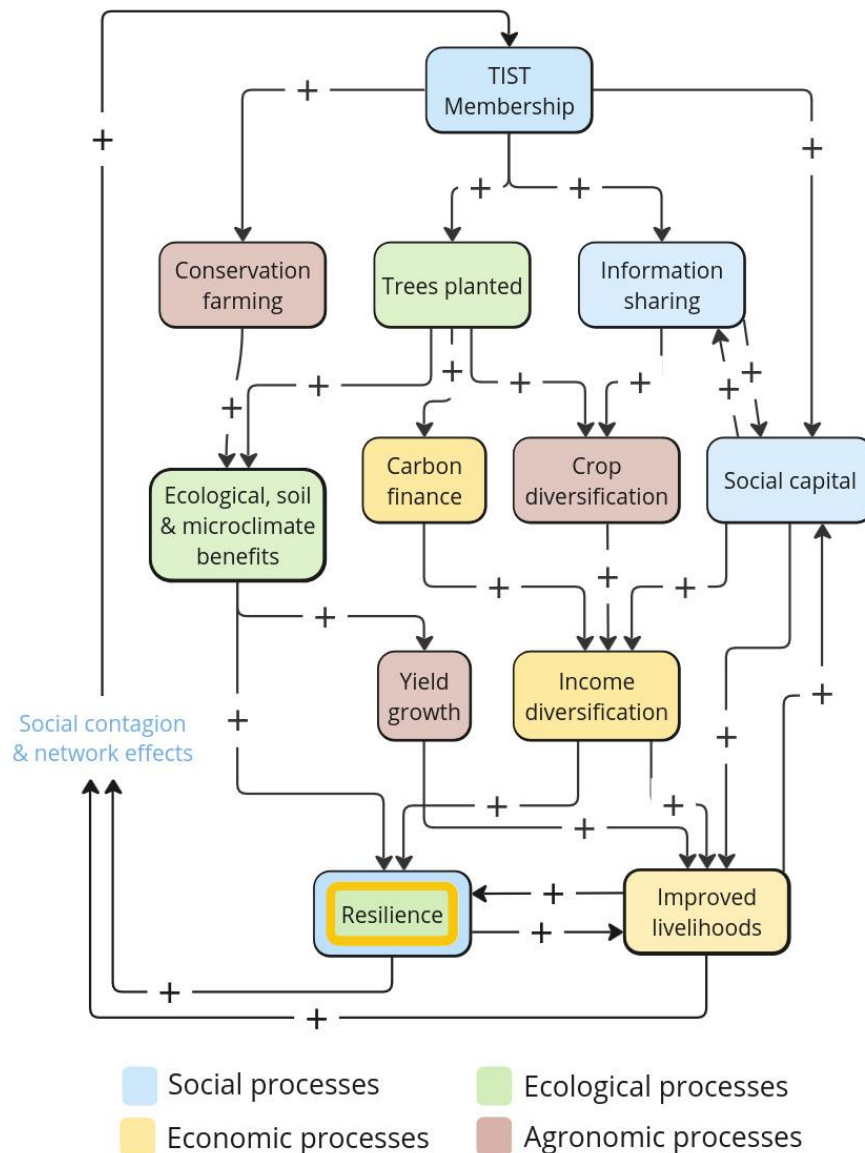 TIST
Membership
+
+
+
+
+
Conservation
farming
Trees planted
Information
sharing
+
+
+
+
+
+
+
Ecological, soil
& microclimate
benefits
Carbon
finance
Crop
diversification
Social capital
+
+
+
+
Yield
growth
Income
diversification
Social contagion
& network effects
+
+
+
+
+
+
Resilience
Improved
livelihoods
+
+
+
+
Social processes
Ecological processes
Economic processes
Agronomic processes